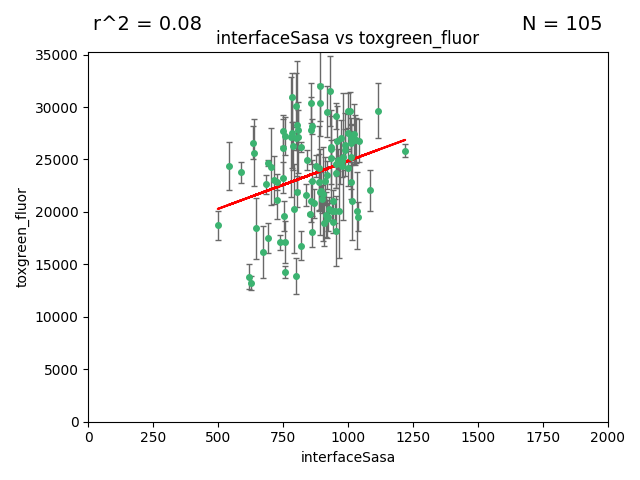 r^2 = 0.08
N = 105
interfaceSasa vs toxgreen_fluor
35000
30000
25000
20000
15000
10000
5000
0
toxgreen_fluor
0 250 500 750 1000 1250 1500 1750 2000
interfaceSasa